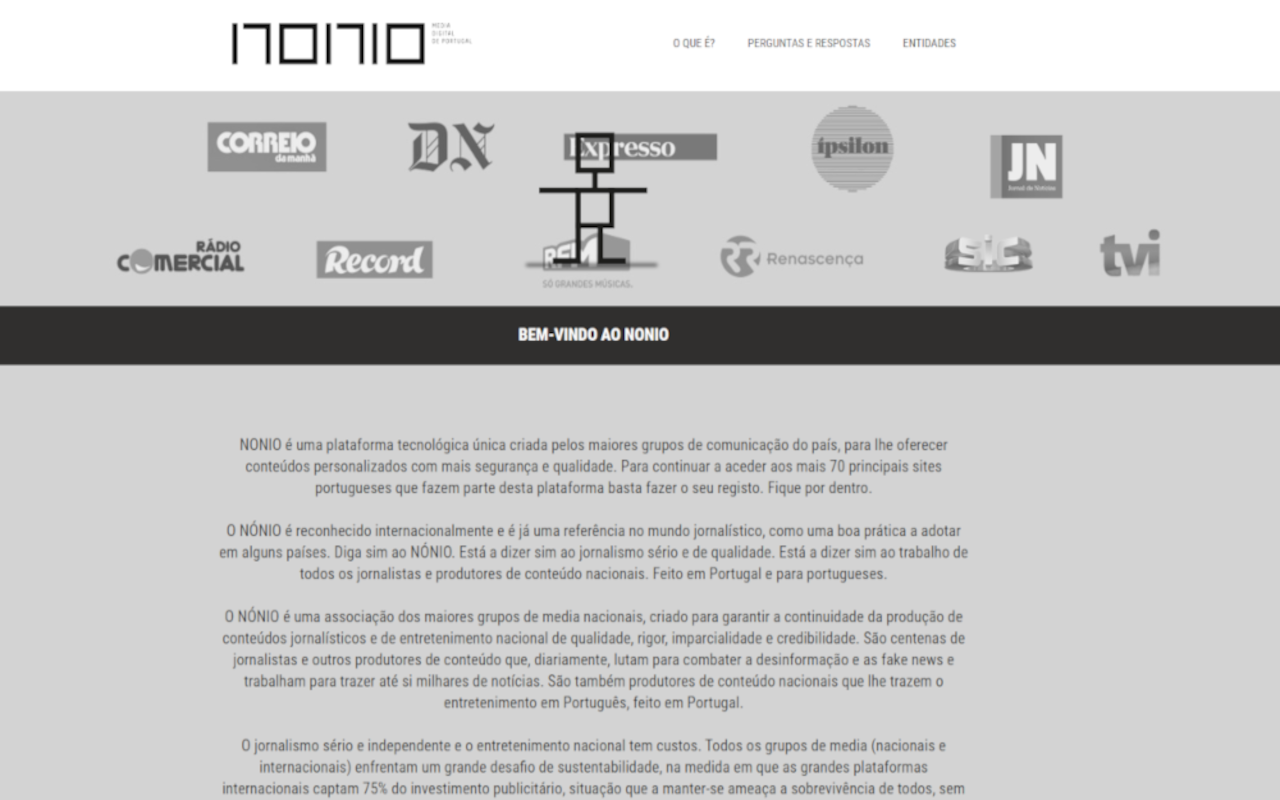 NONIO
MEDIA
DIGITAL
DE PORTUGAL
O QUE É?
PERGUNTAS E RESPOSTAS
ENTIDADES
CORREIO
da manhã
DN
Expresso
ípsilon
JN
Jornal de Notícias
RÁDIO
COMERCIAL
Record
RFM
SÓ GRANDES MÚSICAS.
RR Renascença
SIC
tvi
BEM-VINDO AO NONIO
NONIO é uma plataforma tecnológica única criada pelos maiores grupos de comunicação do país, para lhe oferecer
conteúdos personalizados com mais segurança e qualidade. Para continuar a aceder aos mais 70 principais sites
portugueses que fazem parte desta plataforma basta fazer o seu registo. Fique por dentro.
O NÓNIO é reconhecido internacionalmente e é já uma referência no mundo jornalístico, como uma boa prática a adotar
em alguns países. Diga sim ao NÓNIO. Está a dizer sim ao jornalismo sério e de qualidade. Está a dizer sim ao trabalho de
todos os jornalistas e produtores de conteúdo nacionais. Feito em Portugal e para portugueses.
O NÓNIO é uma associação dos maiores grupos de media nacionais, criado para garantir a continuidade da produção de
conteúdos jornalísticos e de entretenimento nacional de qualidade, rigor, imparcialidade e credibilidade. São centenas de
jornalistas e outros produtores de conteúdo que, diariamente, lutam para combater a desinformação e as fake news e
trabalham para trazer até si milhares de notícias. São também produtores de conteúdo nacionais que lhe trazem o
entretenimento em Português, feito em Portugal.
O jornalismo sério e independente e o entretenimento nacional tem custos. Todos os grupos de media (nacionais e
internacionais) enfrentam um grande desafio de sustentabilidade, na medida em que as grandes plataformas
internacionais captam 75% do investimento publicitário, situação que a manter-se ameaça a sobrevivência de todos, sem